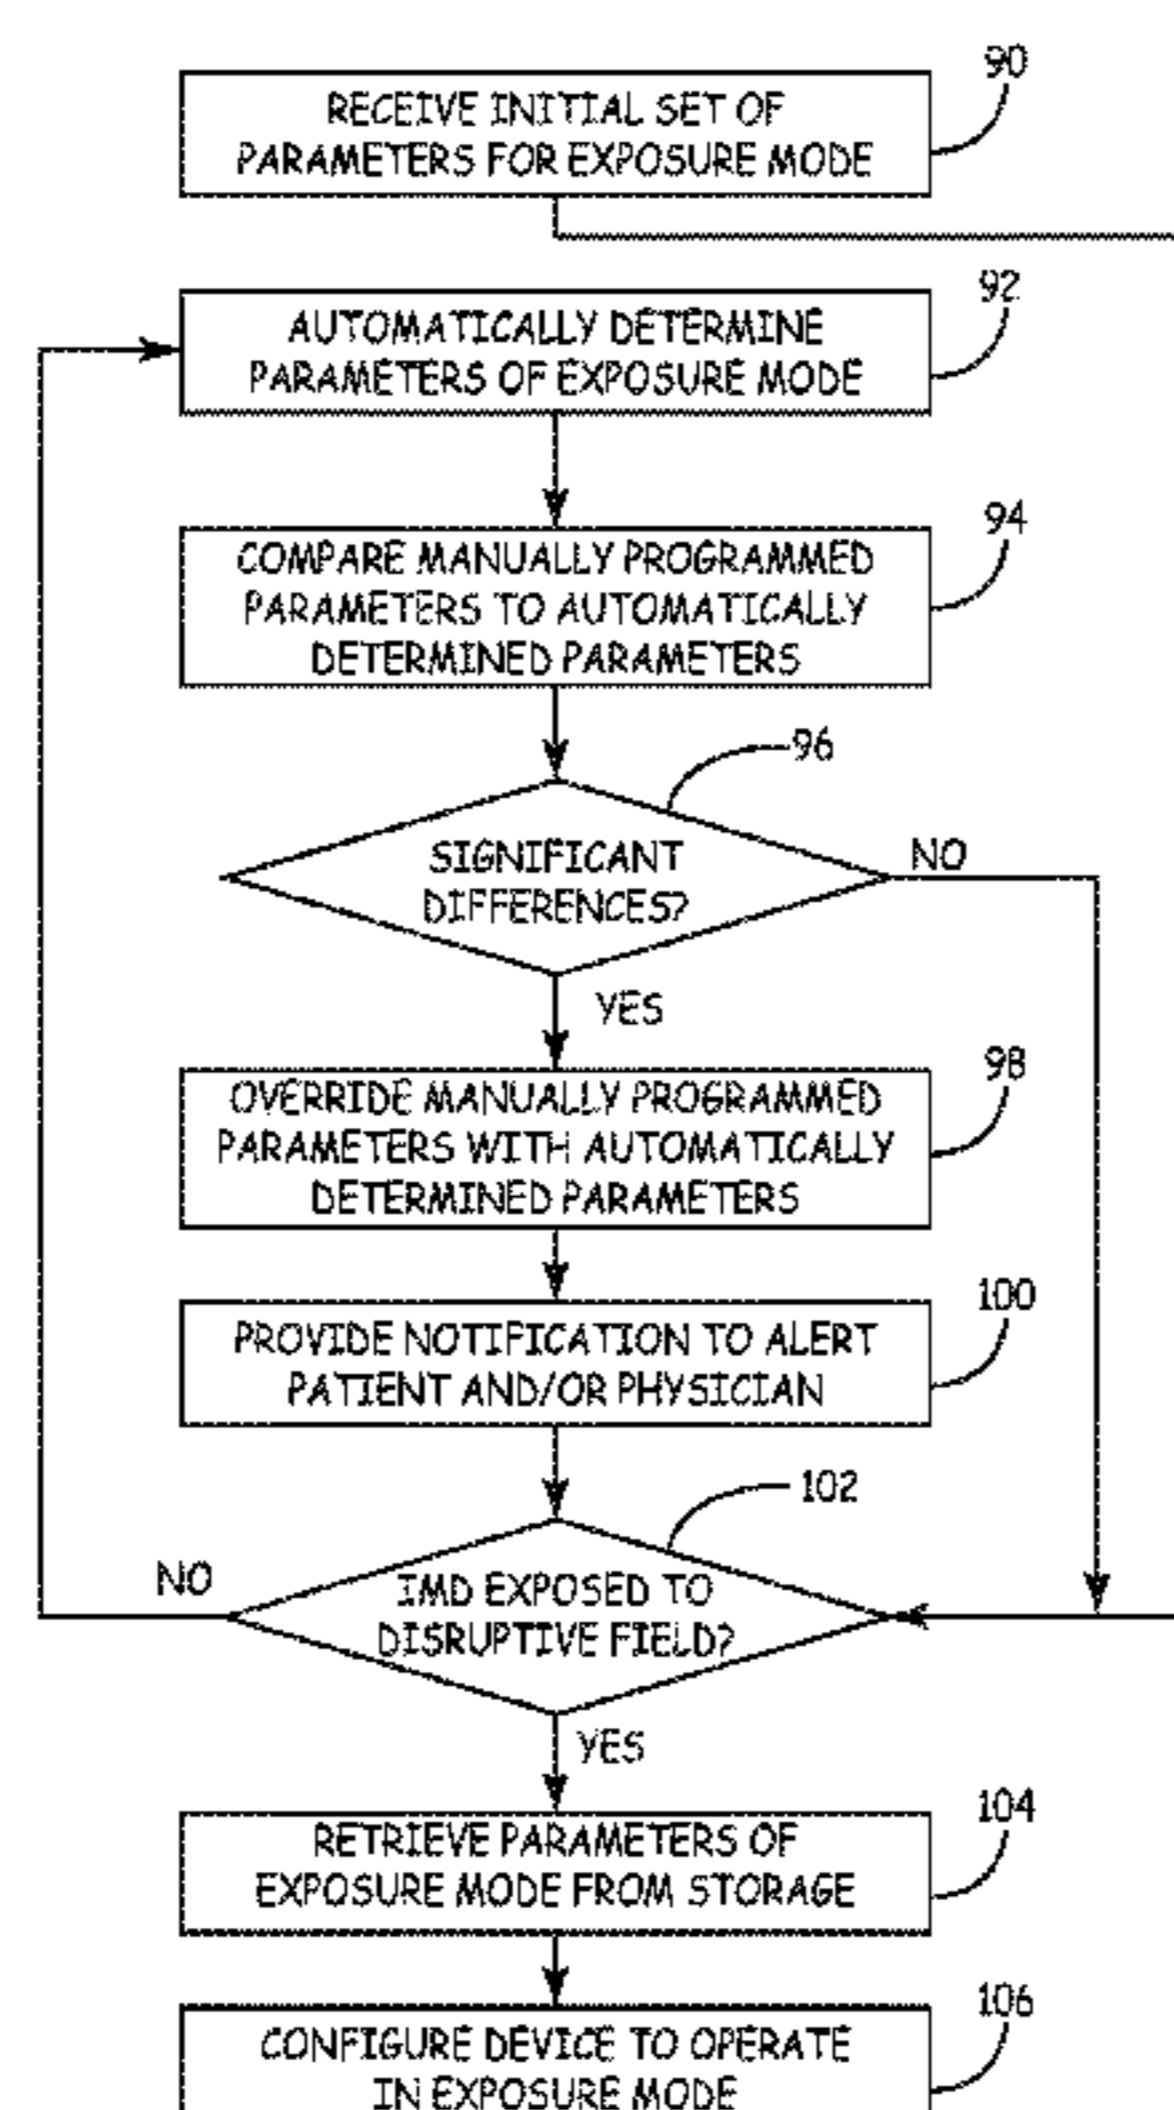 90
RECEIVE INITIAL SET OF
PARAMETERS FOR EXPOSURE MODE
92
AUTOMATICALLY DETERMINE
PARAMETERS OF EXPOSURE MODE
94
COMPARE MANUALLY PROGRAMMED
PARAMETERS TO AUTOMATICALLY
DETERMINED PARAMETERS
96
SIGNIFICANT
DIFFERENCES?
NO
YES
98
OVERRIDE MANUALLY PROGRAMMED
PARAMETERS WITH AUTOMATICALLY
DETERMINED PARAMETERS
100
PROVIDE NOTIFICATION TO ALERT
PATIENT AND/OR PHYSICIAN
102
NO
IMD EXPOSED TO
DISRUPTIVE FIELD?
YES
104
RETRIEVE PARAMETERS OF
EXPOSURE MODE FROM STORAGE
106
CONFIGURE DEVICE TO OPERATE
IN EXPOSURE MODE